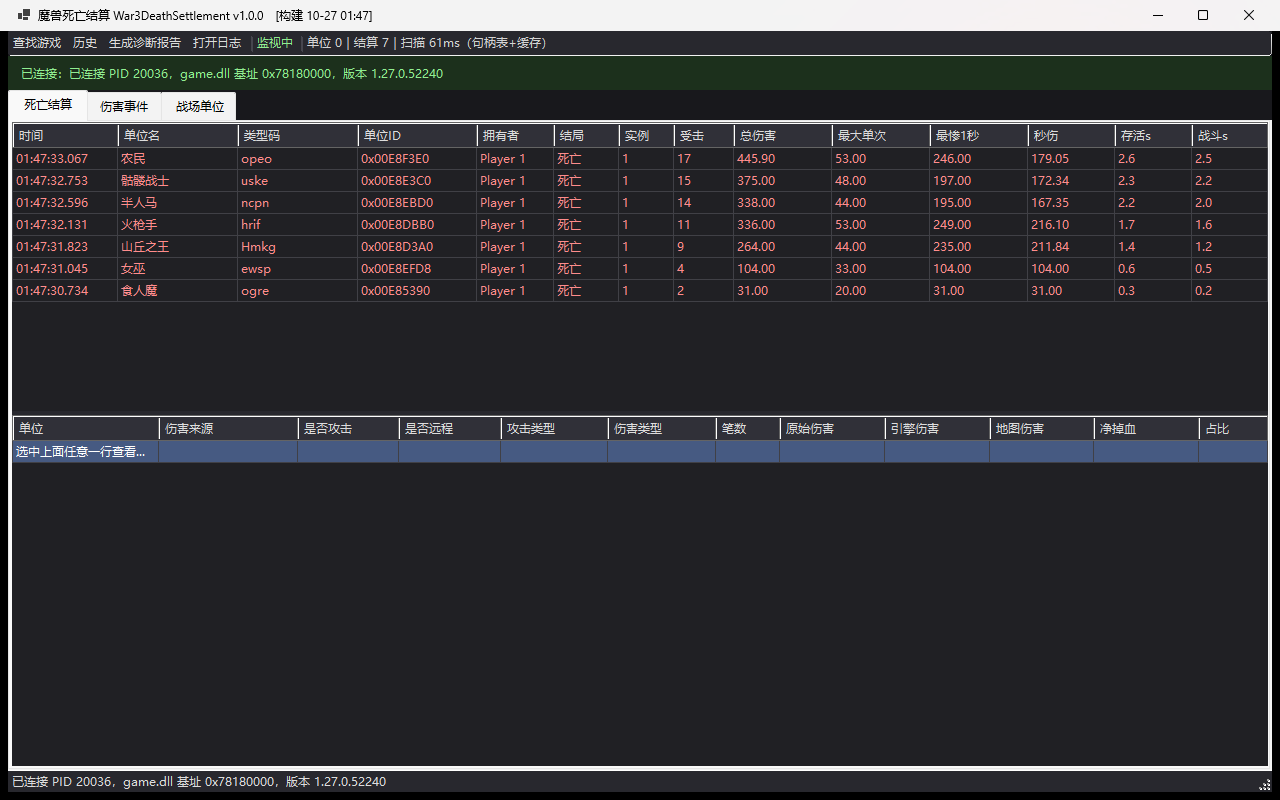 魔兽死亡结算 War3DeathSettlement v1.0.0 [构建 10-27 01:47]
查找游戏 历史 生成诊断报告 打开日志 监视中 单位 0 | 结算 7 | 扫描 61ms（句柄表+缓存）
已连接：已连接 PID 20036，game.dll 基址 0x78180000，版本 1.27.0.52240
死亡结算 伤害事件 战场单位
时间 单位名 类型码 单位ID 拥有者 结局 实例 受击 总伤害 最大单次 最惨1秒 秒伤 存活s 战斗s
01:47:33.067 农民 opeo 0x00E8F3E0 Player 1 死亡 1 17 445.90 53.00 246.00 179.05 2.6 2.5
01:47:32.753 骷髅战士 uske 0x00E8E3C0 Player 1 死亡 1 15 375.00 48.00 197.00 172.34 2.3 2.2
01:47:32.596 半人马 ncpn 0x00E8EBD0 Player 1 死亡 1 14 338.00 44.00 195.00 167.35 2.2 2.0
01:47:32.131 火枪手 hrif 0x00E8DBB0 Player 1 死亡 1 11 336.00 53.00 249.00 216.10 1.7 1.6
01:47:31.823 山丘之王 Hmkg 0x00E8D3A0 Player 1 死亡 1 9 264.00 44.00 235.00 211.84 1.4 1.2
01:47:31.045 女巫 ewsp 0x00E8EFD8 Player 1 死亡 1 4 104.00 33.00 104.00 104.00 0.6 0.5
01:47:30.734 食人魔 ogre 0x00E85390 Player 1 死亡 1 2 31.00 20.00 31.00 31.00 0.3 0.2
单位 伤害来源 是否攻击 是否远程 攻击类型 伤害类型 笔数 原始伤害 引擎伤害 地图伤害 净掉血 占比
选中上面任意一行查看...
已连接 PID 20036，game.dll 基址 0x78180000，版本 1.27.0.52240